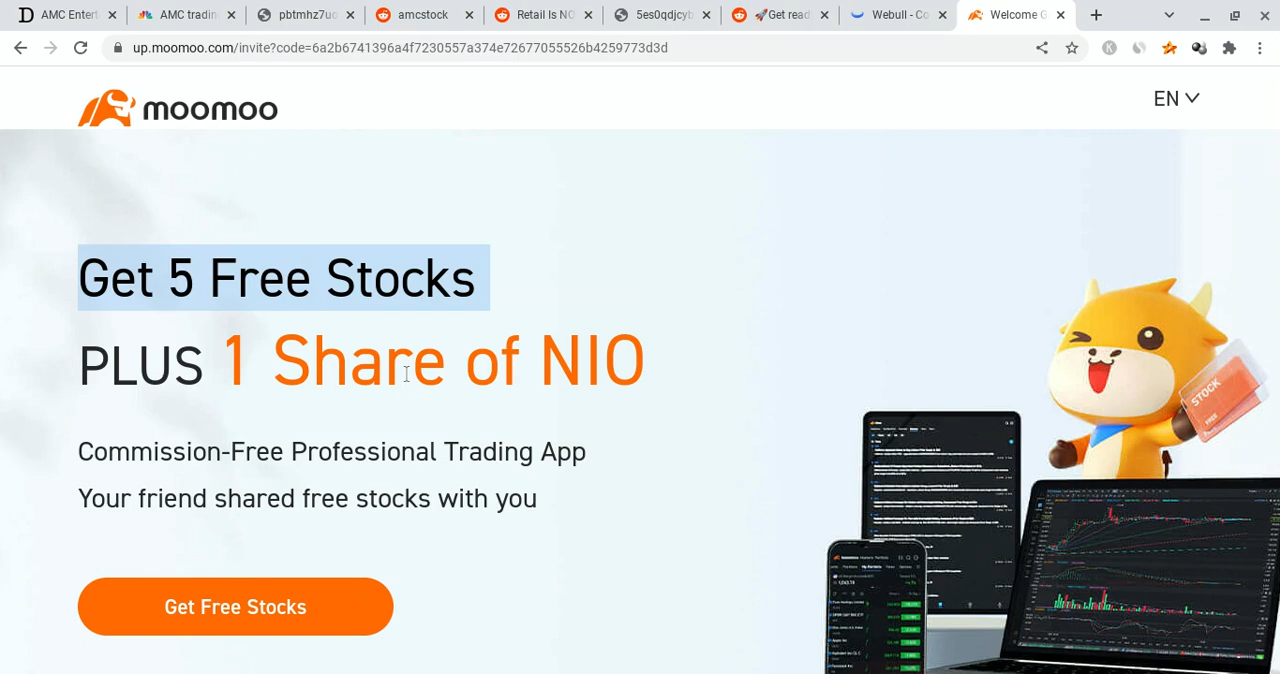 AMC Entert
AMC tradin
pbtmhz7uo
amcstock
Retail Is NO
5es0qdjcyb
🚀Get read
Webull - Co
Welcome G
up.moomoo.com/invite?code=6a2b6741396a4f7230557a374e72677055526b4259773d3d
moomoo
EN
Get 5 Free Stocks
PLUS 1 Share of NIO
Commission-Free Professional Trading App
Your friend shared free stocks with you
Get Free Stocks
STOCK
FREE